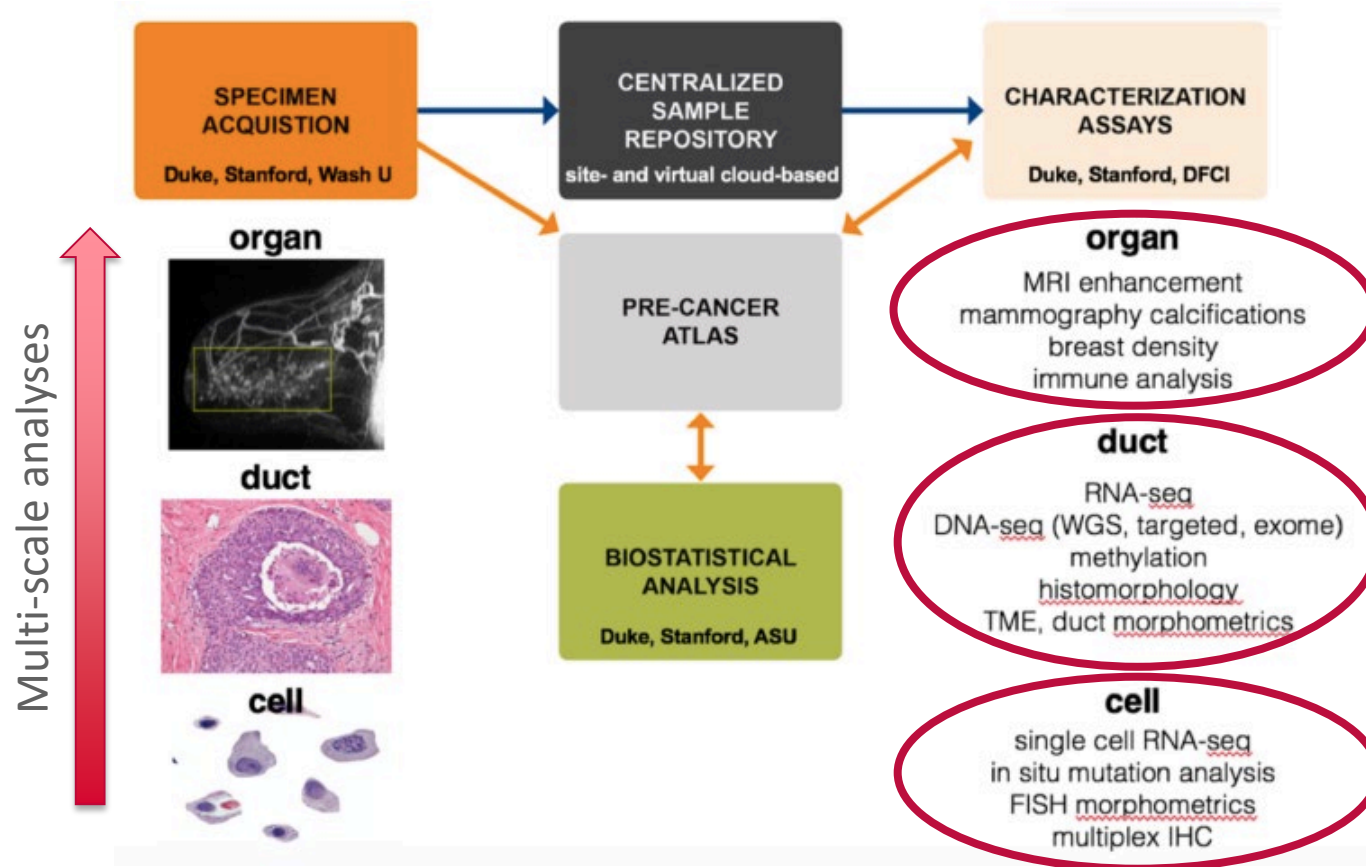 SPECIMEN
ACQUISTION
Duke, Stanford, Wash U
CENTRALIZED
SAMPLE
REPOSITORY
site- and virtual cloud-based
CHARACTERIZATION
ASSAYS
Duke, Stanford, DFCI
PRE-CANCER
ATLAS
BIOSTATISTICAL
ANALYSIS
Duke, Stanford, ASU
Multi-scale analyses
organ
duct
cell
organ
MRI enhancement
mammography calcifications
breast density
immune analysis
duct
RNA-seq
DNA-seq (WGS, targeted, exome)
methylation
histomorphology
TME, duct morphometrics
cell
single cell RNA-seq
in situ mutation analysis
FISH morphometrics
multiplex IHC